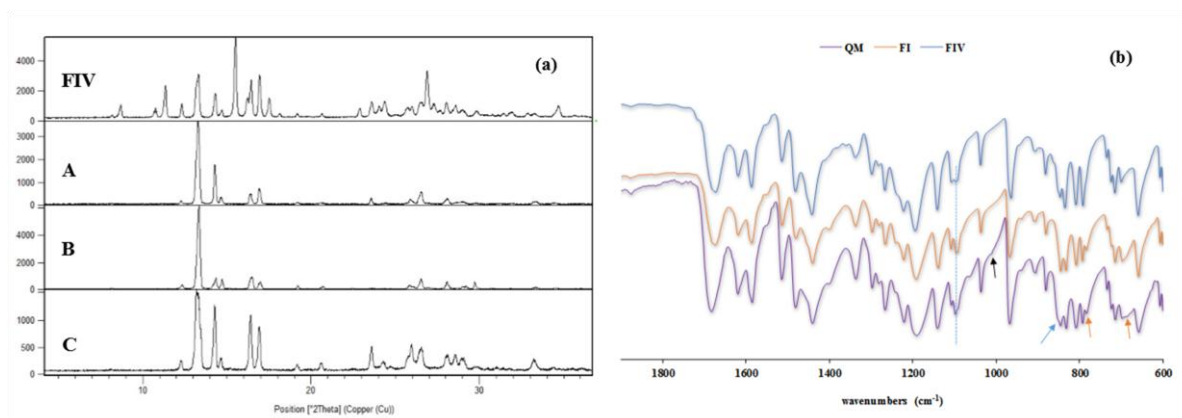 (a)
FIV
4000
2000
0
A
3000
2000
1000
0
B
4000
2000
0
C
1000
500
0
10 20 30
Position [°2Theta] (Copper (Cu))
QM FI FIV
(b)
1800 1600 1400 1200 1000 800 600
wavenumbers (cm-1)